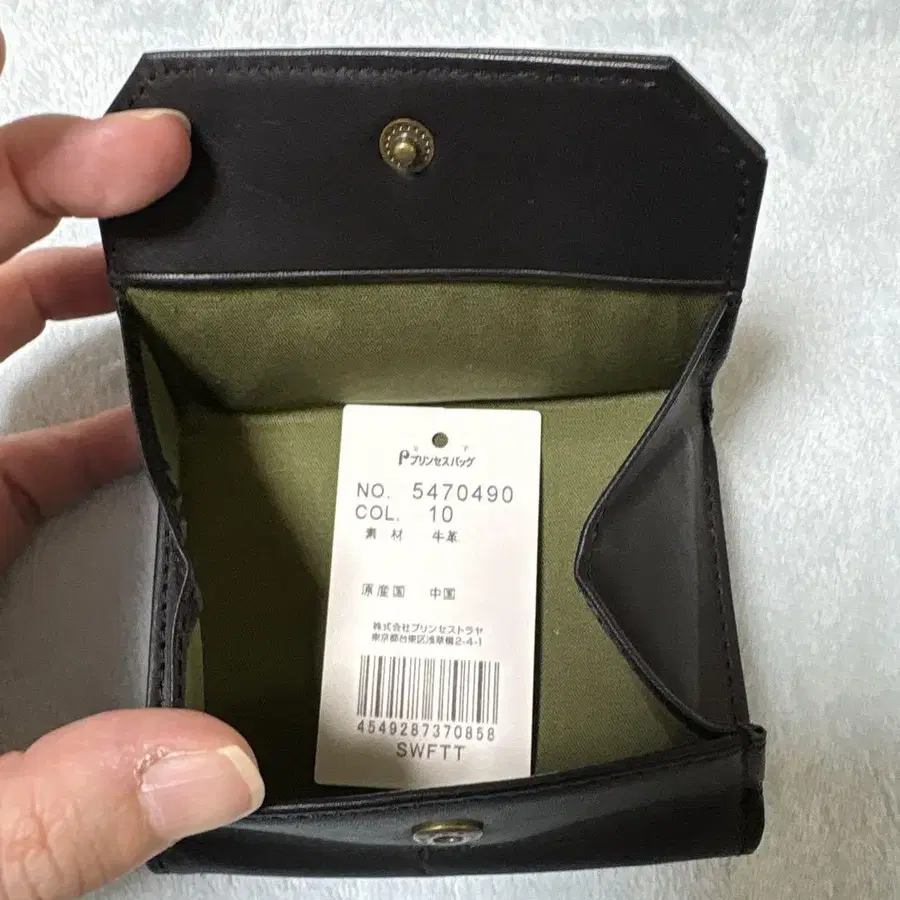 プリンセスバッグ
NO. 5470490
COL. 10
素材 牛革
原産国 中国
株式会社プリンセストラヤ
東京都台東区浅草橋2-4-1
4549287370858
SWFTT